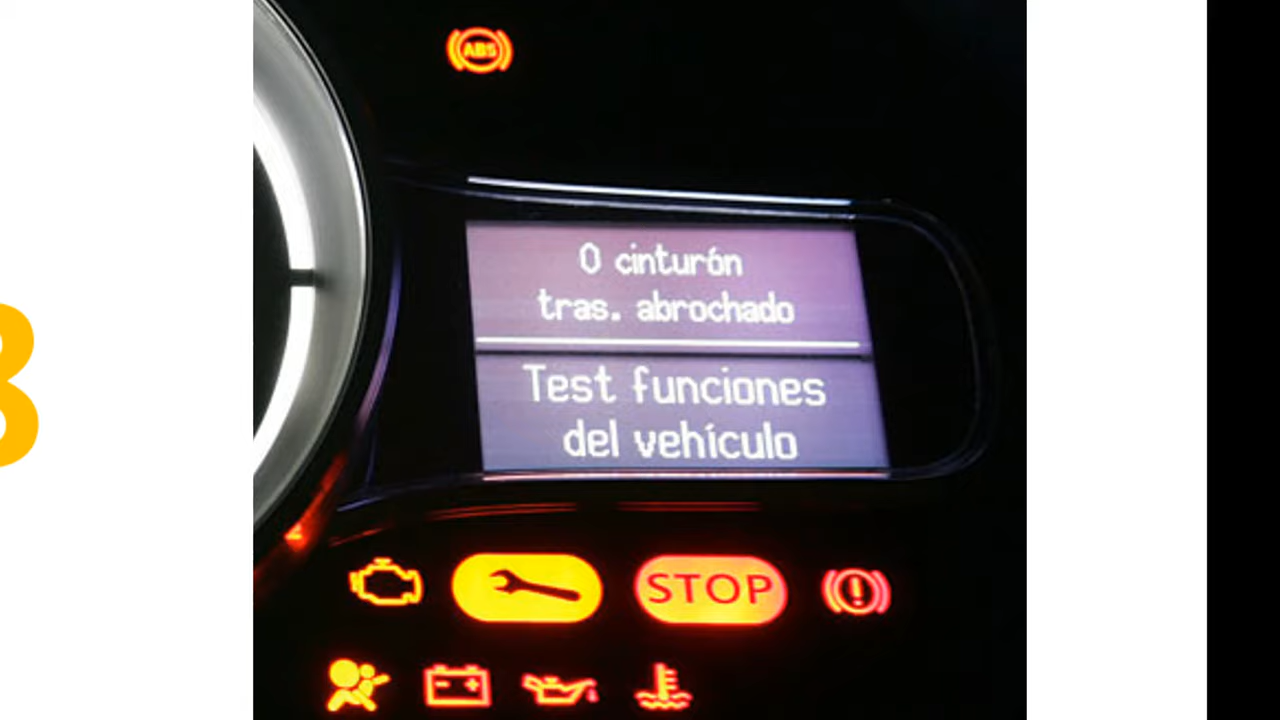 ABS
0 cinturón
tras. abrochado
Test funciones
del vehículo
STOP